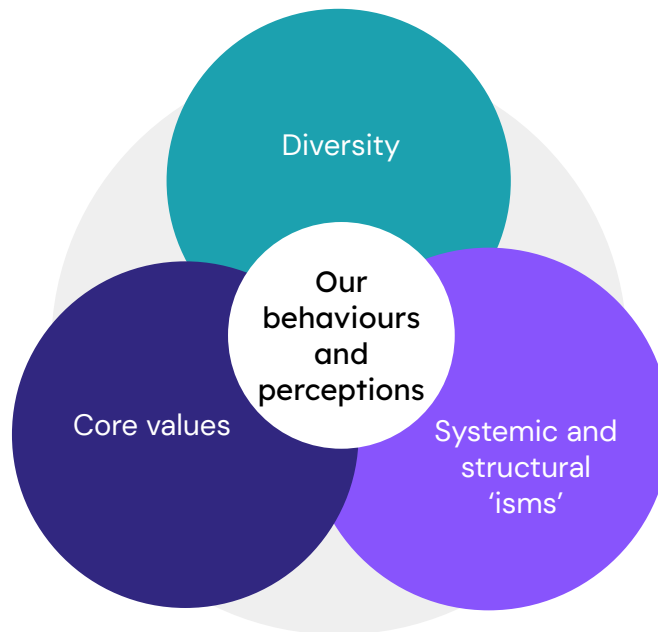 Diversity
Our
behaviours
and
perceptions
Core values
Systemic and
structural
‘isms’